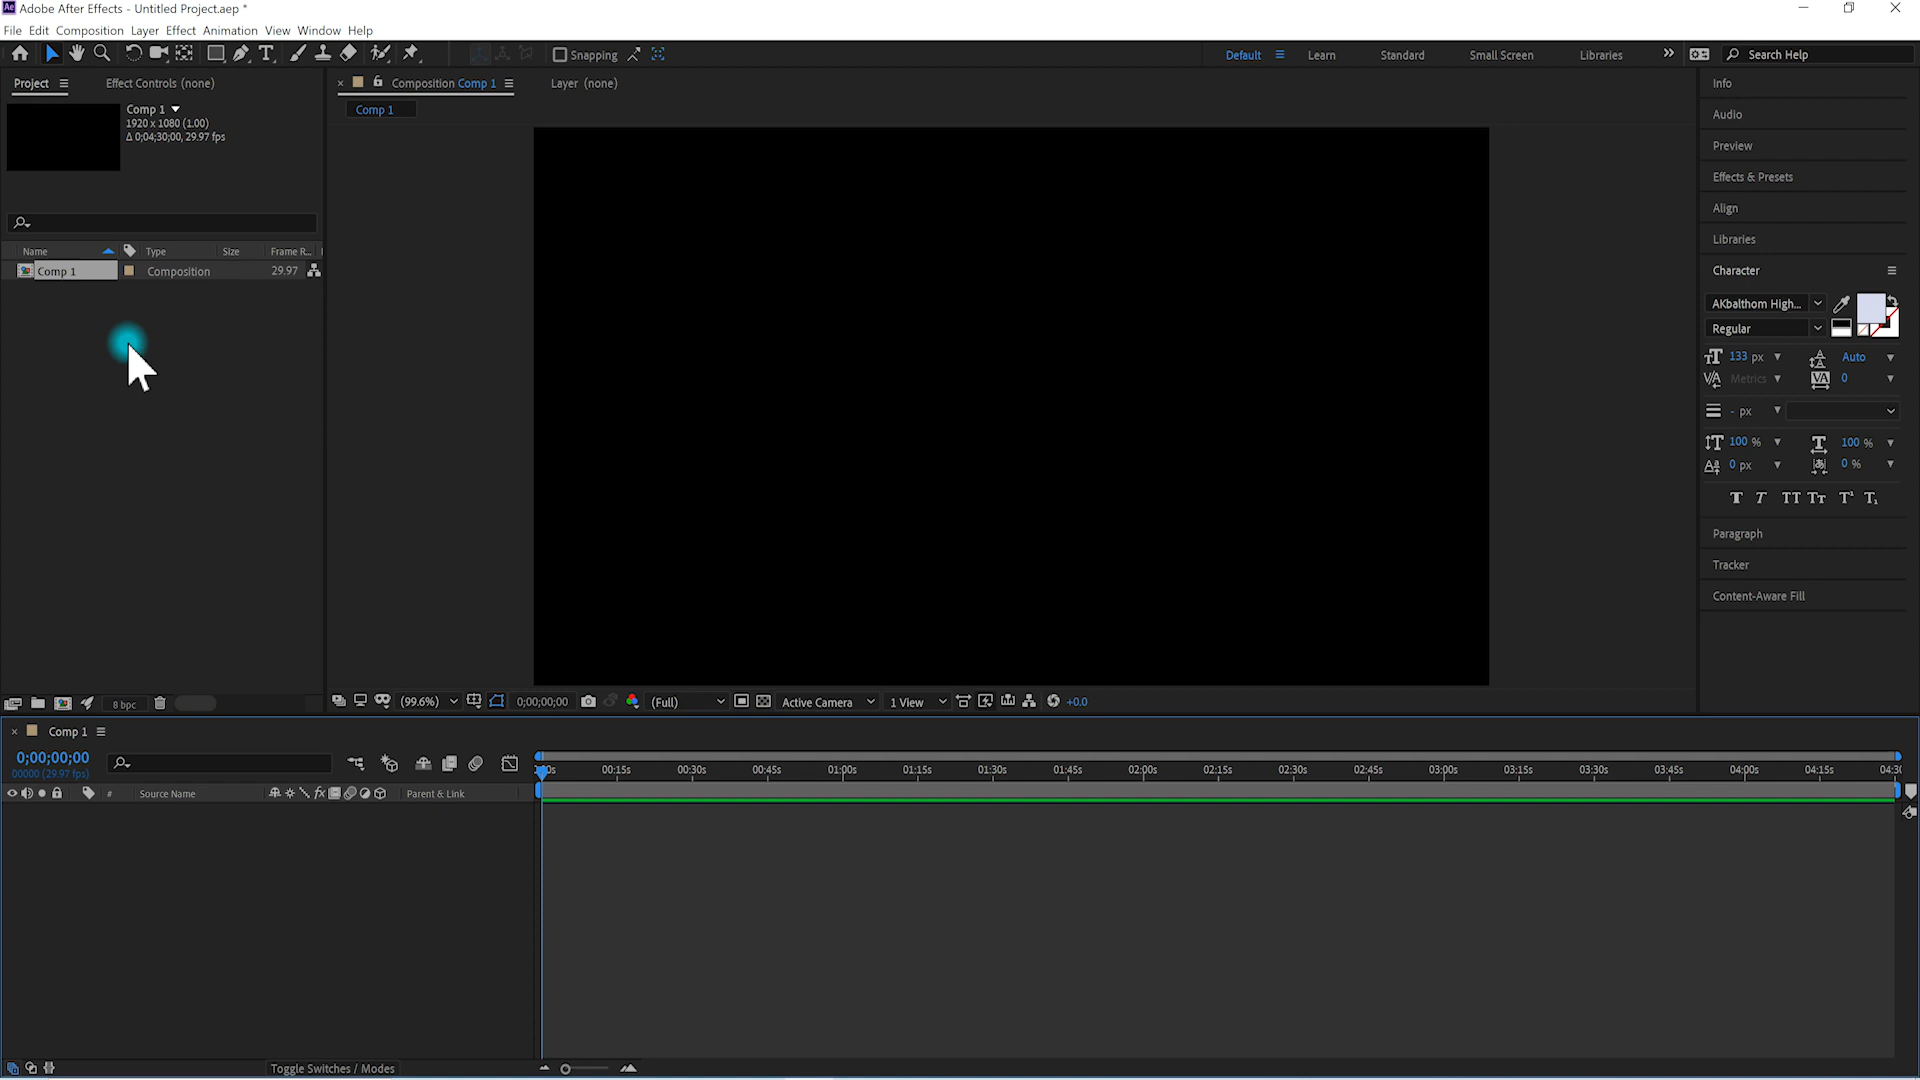 Adobe After Effects - Untitled Project.aep *
File Edit Composition Layer Effect Animation View Window Help
Snapping
Default
Learn
Standard
Small Screen
Libraries
Search Help
Project
Effect Controls (none)
Composition Comp 1
Layer (none)
Comp 1
Comp 1
1920 x 1080 (1.00)
Δ 0;04;30;00, 29.97 fps
Name
Type
Size
Frame R...
Comp 1
Composition
29.97
8 bpc
(99.6%)
0;00;00;00
(Full)
Active Camera
1 View
+0.0
Info
Audio
Preview
Effects & Presets
Align
Libraries
Character
AKbalthom High...
Regular
133 px
Auto
Metrics
0
- px
100 %
100 %
0 px
0 %
Paragraph
Tracker
Content-Aware Fill
Comp 1
0;00;00;00
00000 (29.97 fps)
00:15s 00:30s 00:45s 01:00s 01:15s 01:30s 01:45s 02:00s 02:15s 02:30s 02:45s 03:00s 03:15s 03:30s 03:45s 04:00s 04:15s
# Source Name
Parent & Link
Toggle Switches / Modes